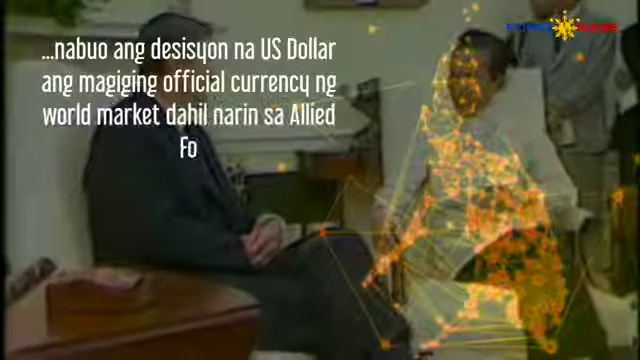 ...nabuo ang desisyon na US Dollar
ang magiging official currency ng
world market dahil narin sa Allied
Fo